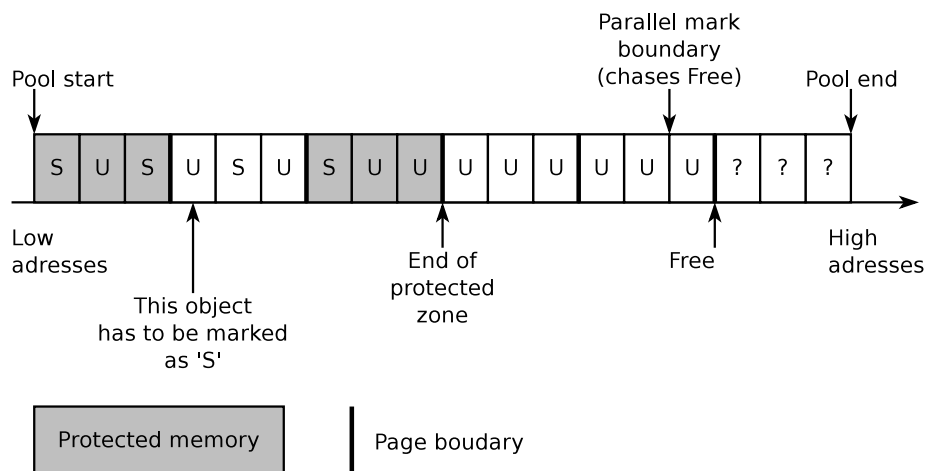 Parallel mark
boundary
(chases Free)
Pool start
Pool end
S U S U S U S U U U U U U U U ? ? ?
Low
adresses
End of
protected
zone
Free
High
adresses
This object
has to be marked
as 'S'
Protected memory
Page boudary